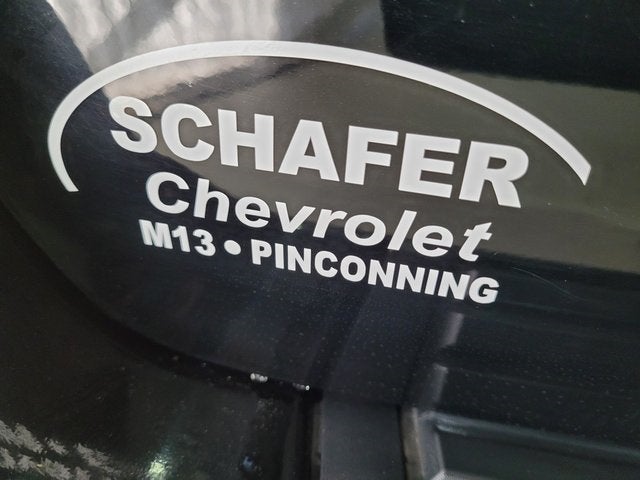 SCHAFER
Chevrolet
M13 • PINCONNING